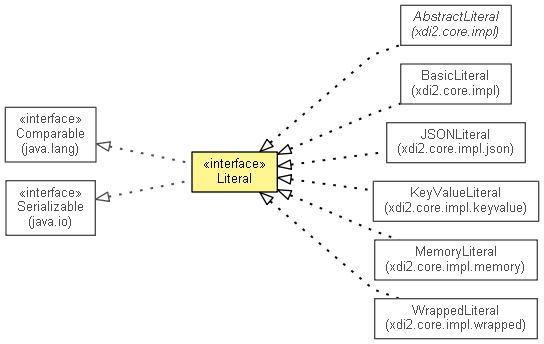 AbstractLiteral
(xdi2.core.impl)
BasicLiteral
(xdi2.core.impl)
«interface»
Comparable
(java.lang)
JSONLiteral
(xdi2.core.impl.json)
«interface»
Literal
«interface»
Serializable
(java.io)
KeyValueLiteral
(xdi2.core.impl.keyvalue)
MemoryLiteral
(xdi2.core.impl.memory)
WrappedLiteral
(xdi2.core.impl.wrapped)